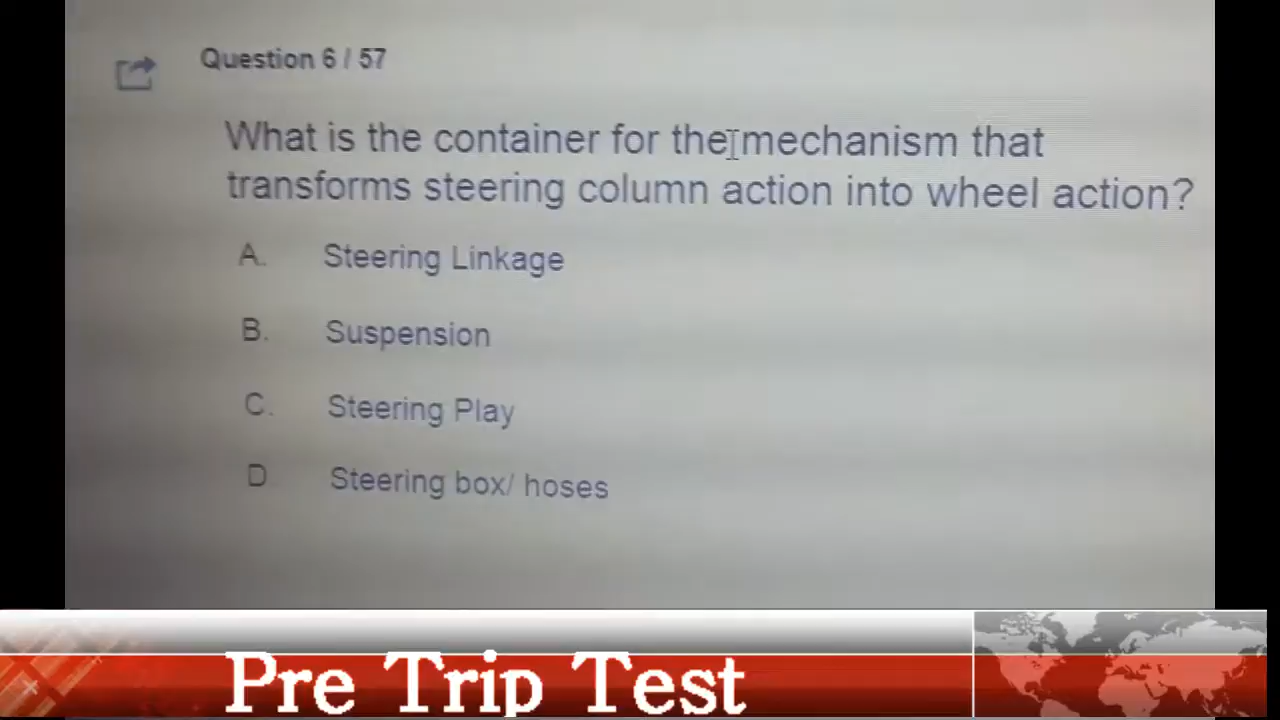 Question 6 / 57
What is the container for the mechanism that
transforms steering column action into wheel action?
A. Steering Linkage
B. Suspension
C. Steering Play
D Steering box/ hoses
Pre Trip Test